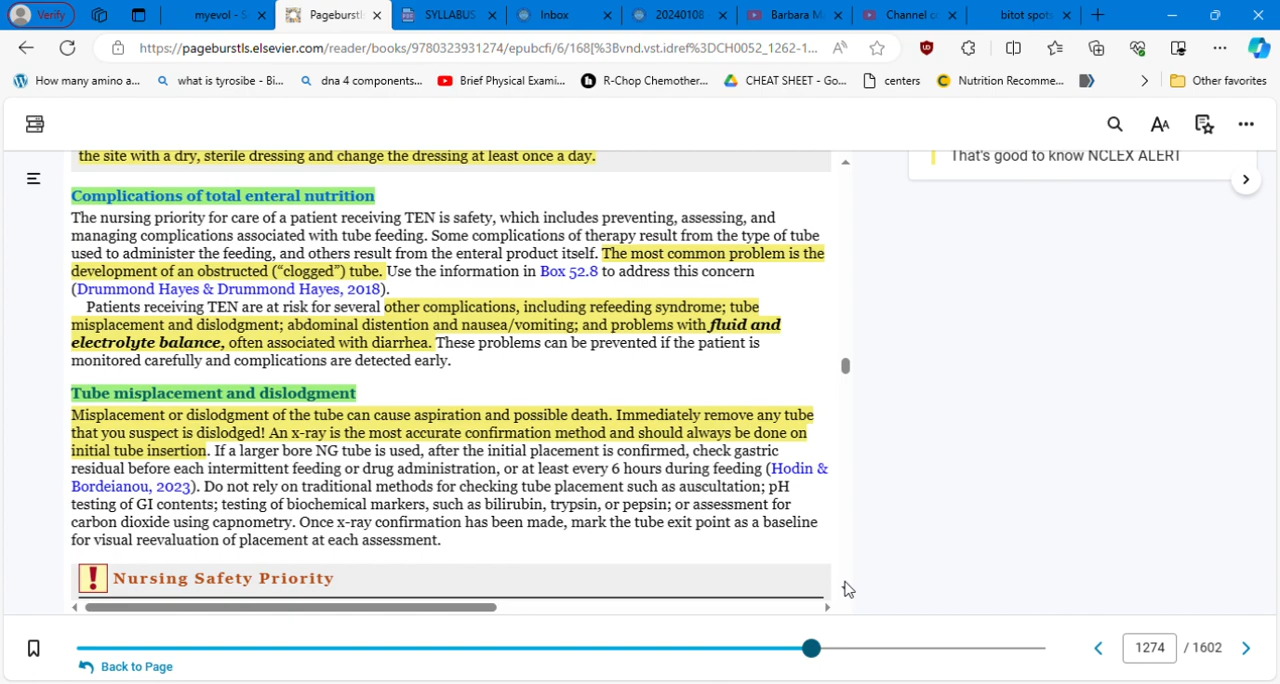 Verify
myevol - S
Pageburstl
SYLLABUS
Inbox
20240108
Barbara M
Channel c
bitot spots
https://pageburstls.elsevier.com/reader/books/9780323931274/epubcfi/6/168[%3Bvnd.vst.idref%3DCH0052_1262-1...
How many amino a...
what is tyrosibe - Bi...
dna 4 components...
Brief Physical Exami...
R-Chop Chemother...
CHEAT SHEET - Go...
centers
Nutrition Recomme...
Other favorites
the site with a dry, sterile dressing and change the dressing at least once a day.
That's good to know NCLEX ALERT
Complications of total enteral nutrition
The nursing priority for care of a patient receiving TEN is safety, which includes preventing, assessing, and
managing complications associated with tube feeding. Some complications of therapy result from the type of tube
used to administer the feeding, and others result from the enteral product itself. The most common problem is the
development of an obstructed (“clogged”) tube. Use the information in Box 52.8 to address this concern
(Drummond Hayes & Drummond Hayes, 2018).
Patients receiving TEN are at risk for several other complications, including refeeding syndrome; tube
misplacement and dislodgment; abdominal distention and nausea/vomiting; and problems with fluid and
electrolyte balance, often associated with diarrhea. These problems can be prevented if the patient is
monitored carefully and complications are detected early.
Tube misplacement and dislodgment
Misplacement or dislodgment of the tube can cause aspiration and possible death. Immediately remove any tube
that you suspect is dislodged! An x-ray is the most accurate confirmation method and should always be done on
initial tube insertion. If a larger bore NG tube is used, after the initial placement is confirmed, check gastric
residual before each intermittent feeding or drug administration, or at least every 6 hours during feeding (Hodin &
Bordeianou, 2023). Do not rely on traditional methods for checking tube placement such as auscultation; pH
testing of GI contents; testing of biochemical markers, such as bilirubin, trypsin, or pepsin; or assessment for
carbon dioxide using capnometry. Once x-ray confirmation has been made, mark the tube exit point as a baseline
for visual reevaluation of placement at each assessment.
! Nursing Safety Priority
1274 / 1602
Back to Page